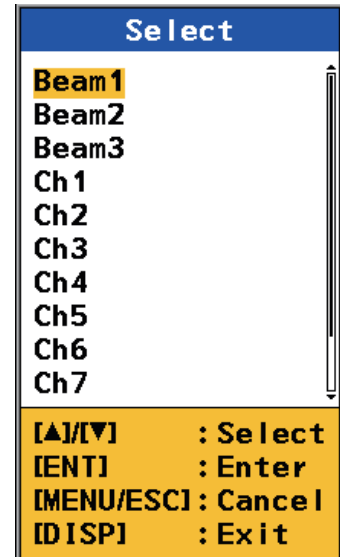 Select
Beam1
Beam2
Beam3
Ch1
Ch2
Ch3
Ch4
Ch5
Ch6
Ch7
[▲]/[▼] :Select
[ENT] :Enter
[MENU/ESC]:Cancel
[DISP] :Exit